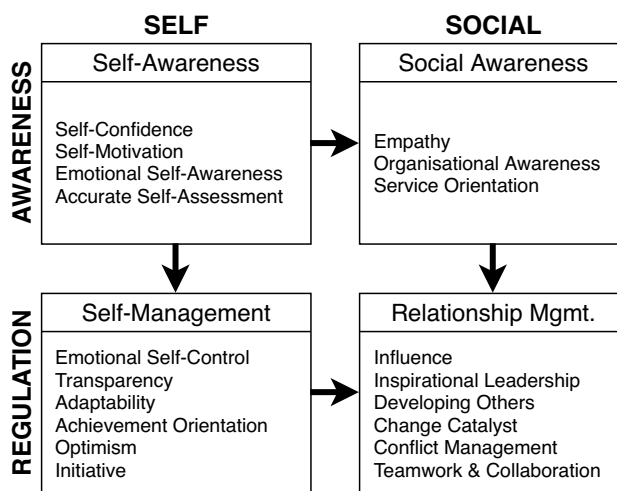 SELF
SOCIAL
AWARENESS
Self-Awareness
Self-Confidence
Self-Motivation
Emotional Self-Awareness
Accurate Self-Assessment
Social Awareness
Empathy
Organisational Awareness
Service Orientation
REGULATION
Self-Management
Emotional Self-Control
Transparency
Adaptability
Achievement Orientation
Optimism
Initiative
Relationship Mgmt.
Influence
Inspirational Leadership
Developing Others
Change Catalyst
Conflict Management
Teamwork & Collaboration